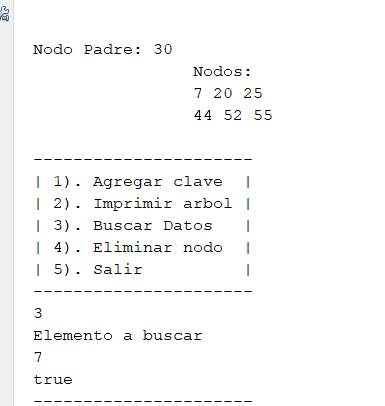 Nodo Padre: 30
Nodos:
7 20 25
44 52 55
----------------------
| 1). Agregar clave  |
| 2). Imprimir arbol |
| 3). Buscar Datos   |
| 4). Eliminar nodo  |
| 5). Salir          |
----------------------
3
Elemento a buscar
7
true
----------------------